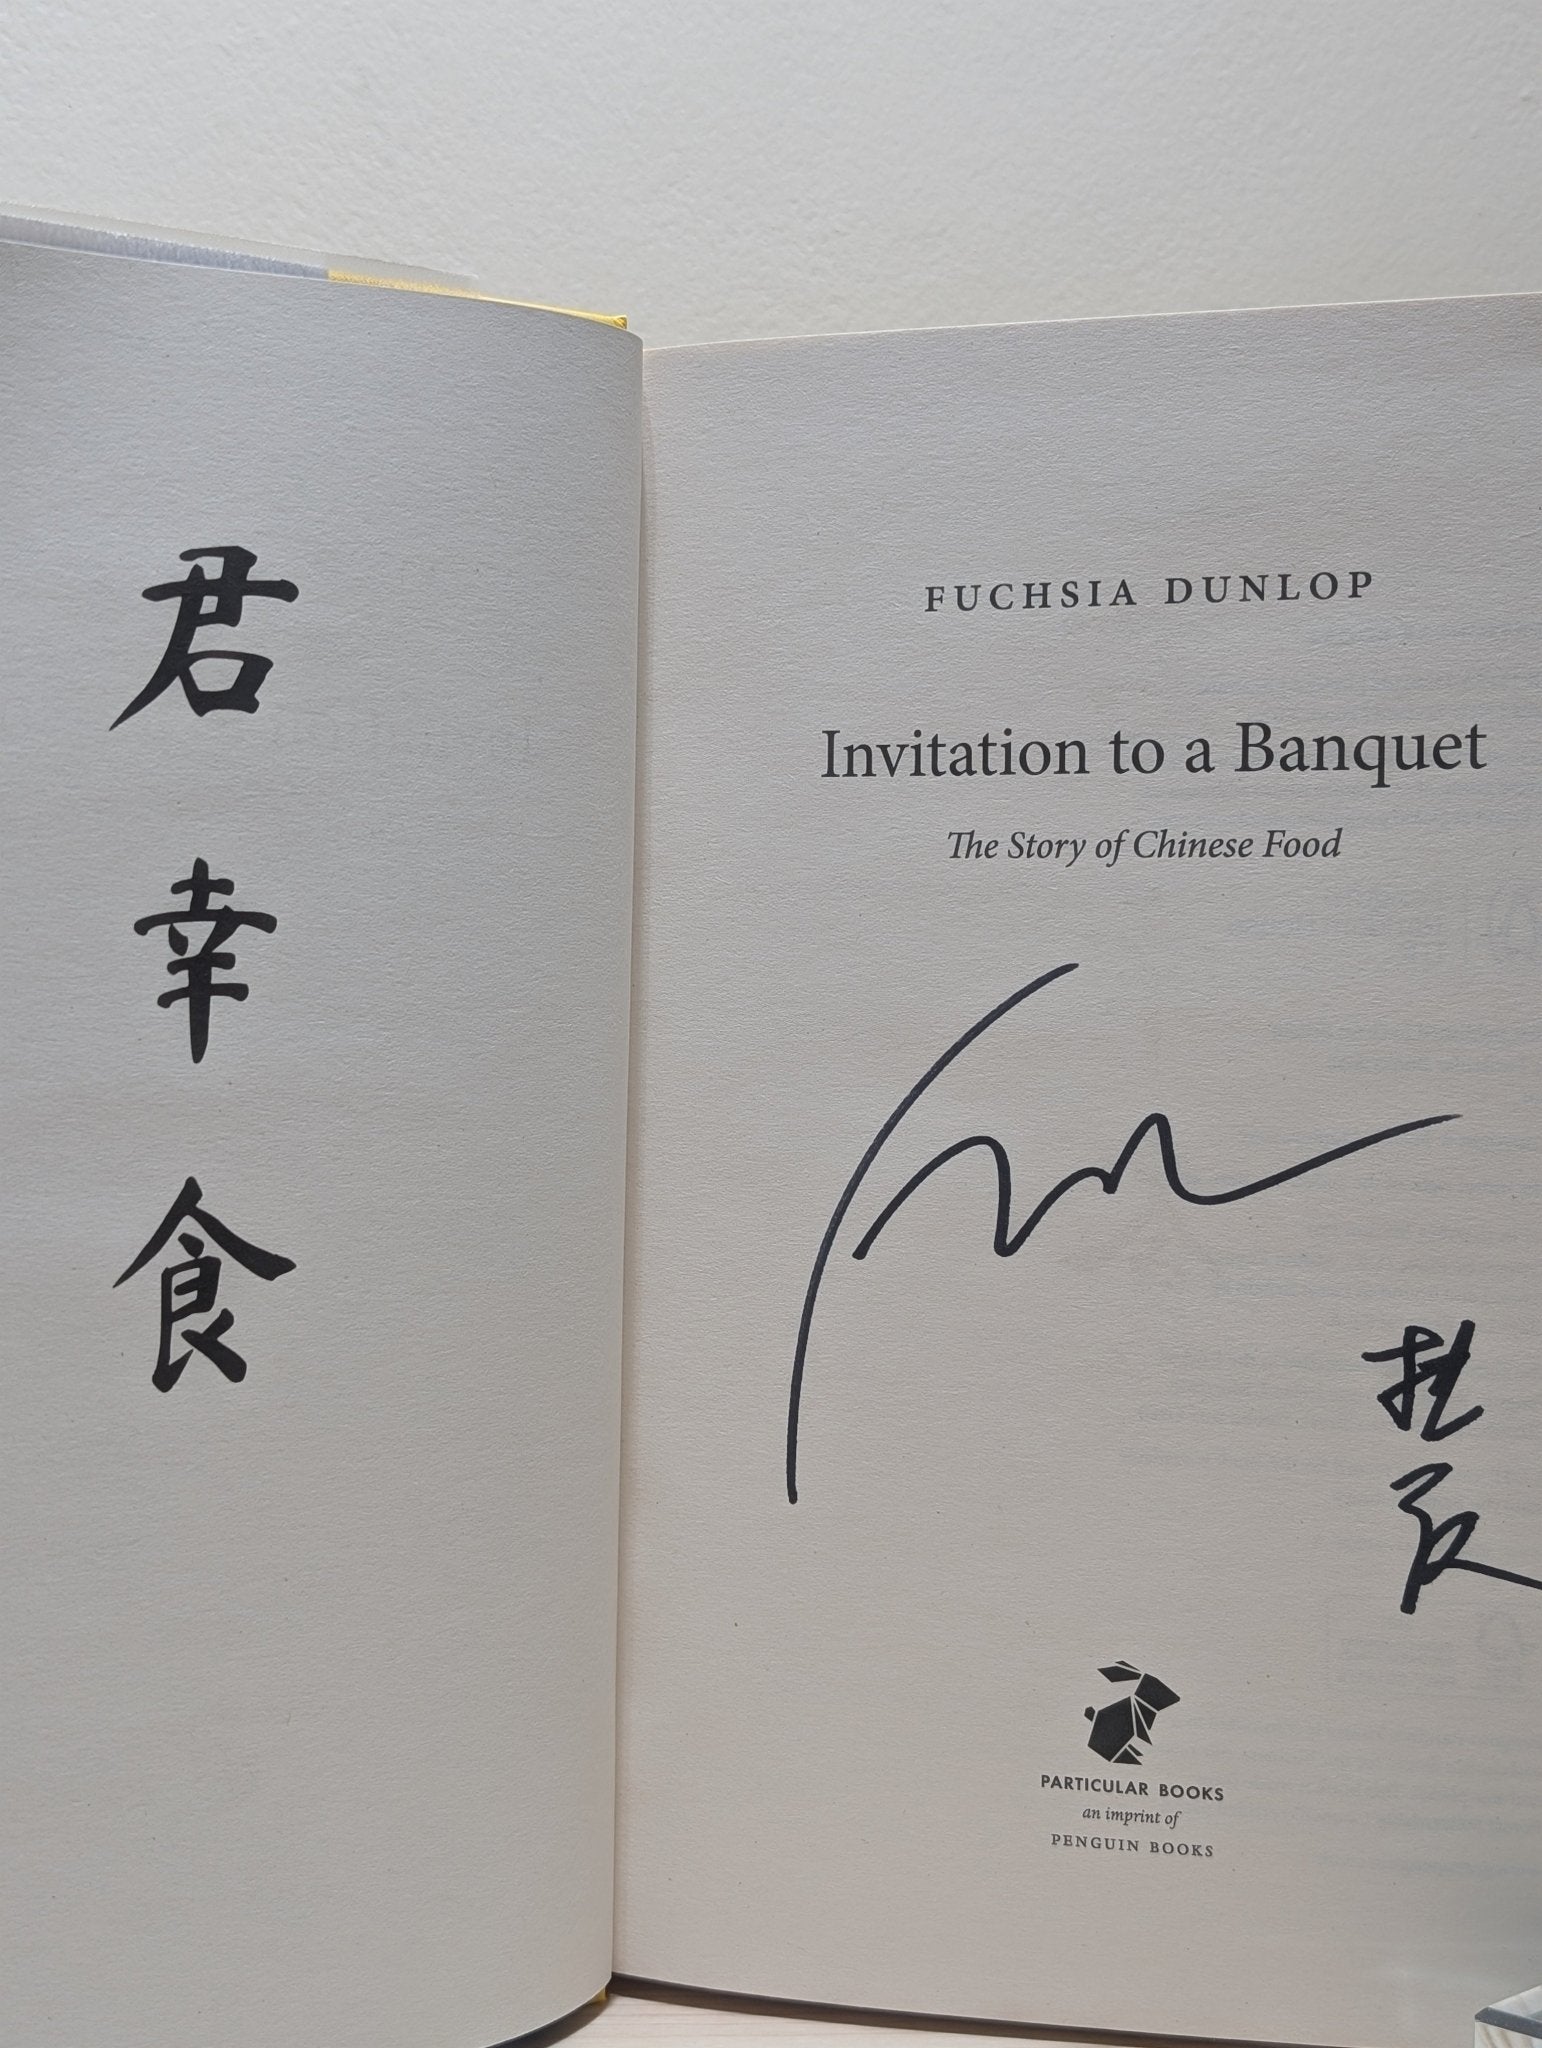 君
幸
食
FUCHSIA DUNLOP
Invitation to a Banquet
The Story of Chinese Food
PARTICULAR BOOKS
an imprint of
PENGUIN BOOKS